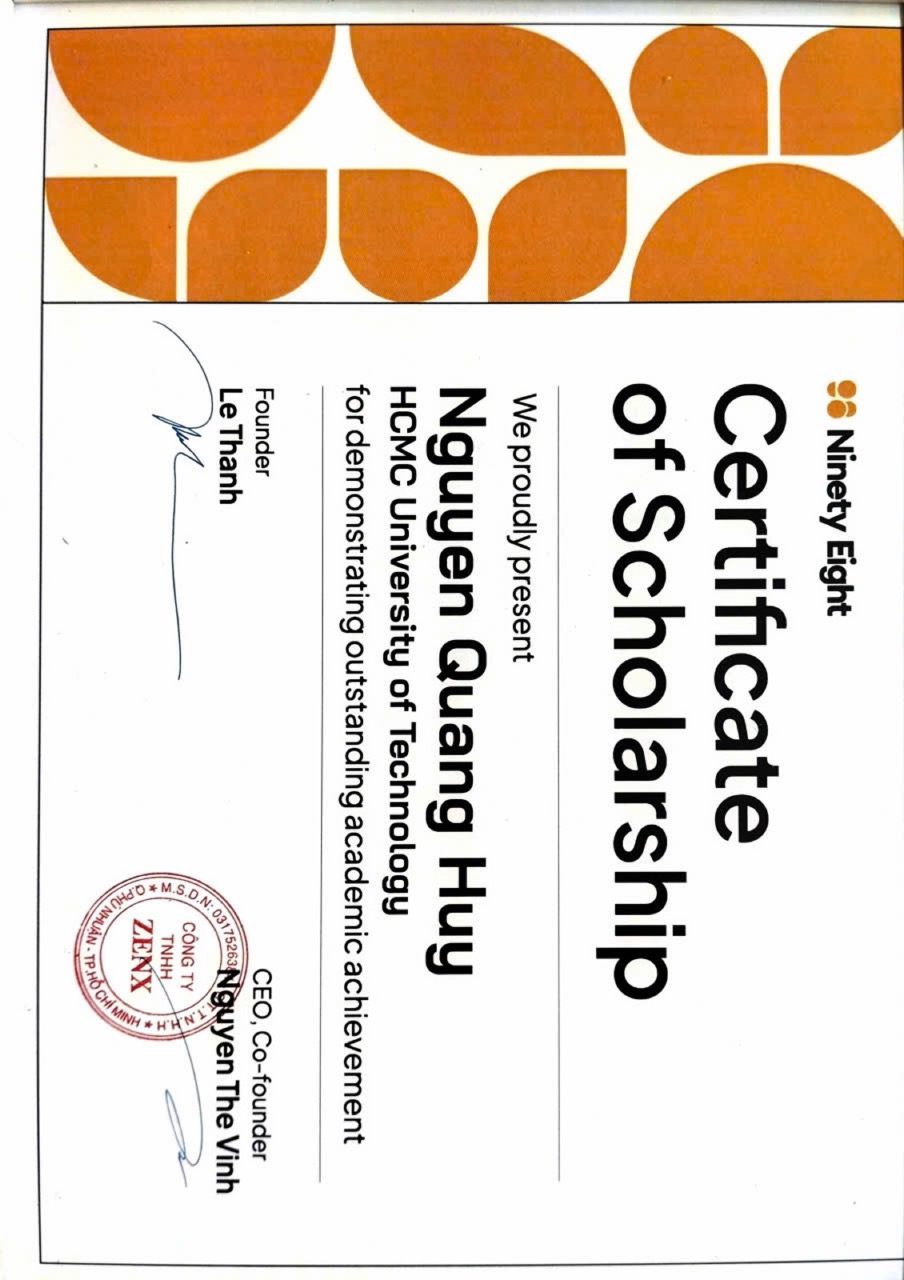 Ninety Eight
Certificate
of Scholarship
We proudly present
Nguyen Quang Huy
HCMC University of Technology
for demonstrating outstanding academic achievement
Founder
Le Thanh
CEO, Co-founder
Nguyen The Vinh
M.S.D.N: 03175263
T.T.N.H.H
CÔNG TY
TNHH
ZENX
Q.PHÚ NHUẬN - TP.HỒ CHÍ MINH